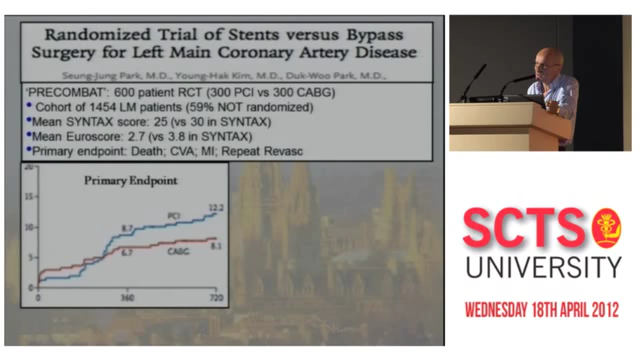 Randomized Trial of Stents versus Bypass
Surgery for Left Main Coronary Artery Disease
Seung-Jung Park, M.D., Young-Hak Kim, M.D., Duk-Woo Park, M.D.,
'PRECOMBAT': 600 patient RCT (300 PCI vs 300 CABG)
• Cohort of 1454 LM patients (59% NOT randomized)
•Mean SYNTAX score: 25 (vs 30 in SYNTAX)
•Mean Euroscore: 2.7 (vs 3.8 in SYNTAX)
•Primary endpoint: Death; CVA; MI; Repeat Revasc
20
Primary Endpoint
15
12.2
PCI
10
8.7
8.1
CABG
6.7
5
0
0
360
720
SCTS
UNIVERSITY
WEDNESDAY 18TH APRIL 2012